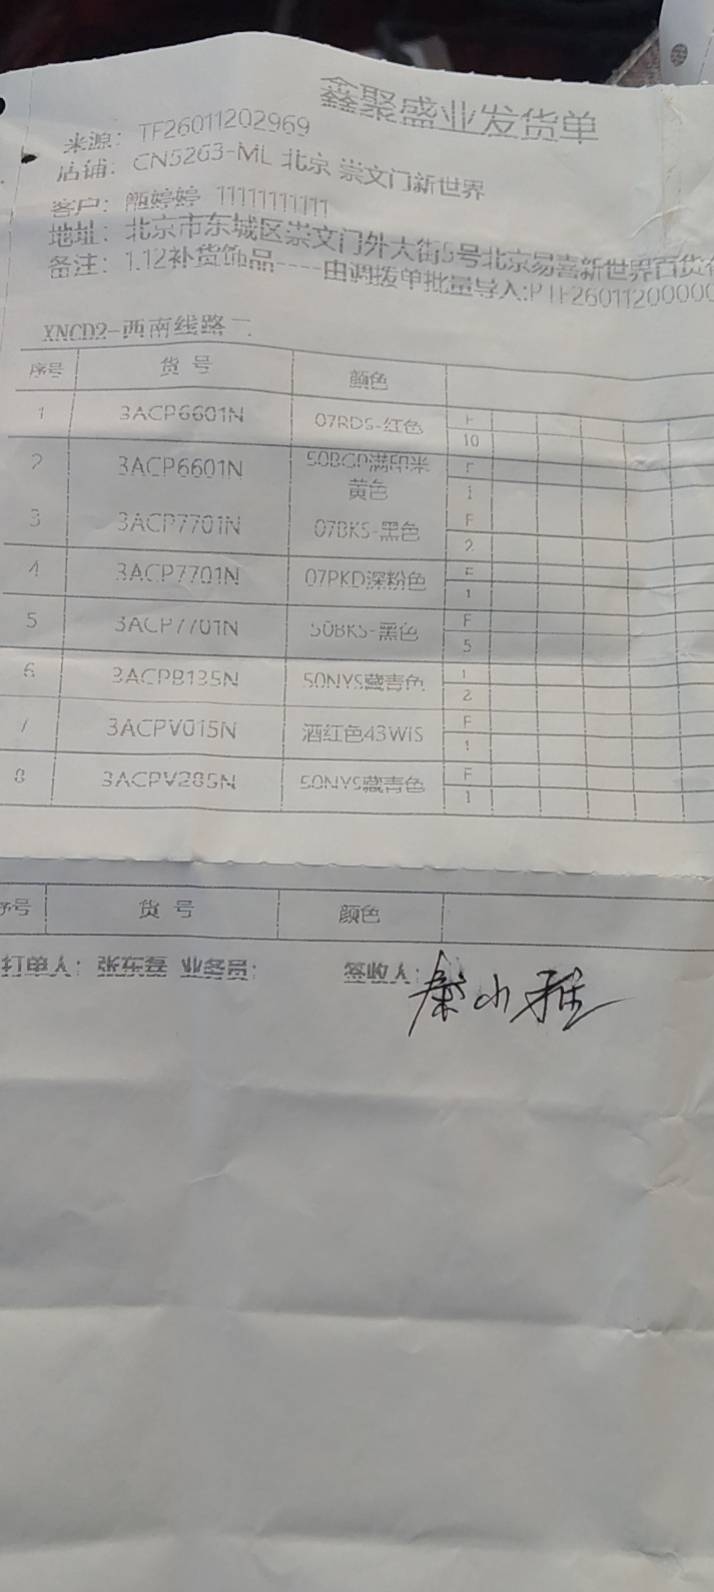 鑫聚盛业发货单
来源: TF26011202969
店铺: CN5263-ML 北京 崇文门新世界
客户: 甄婷婷 11111111111
地址: 北京市东城区崇文门外大街5号北京易喜新世界百货
备注: 1.12补货饰品----由调拨单批量导入:PTF260112000
XNCD2-西南线路二
序号 货号 颜色
1 3ACP6601N 07RDS-红色 F 10
2 3ACP6601N 50BGP满印米黄色 F 1
3 3ACP7701N 07BKS-黑色 F 2
4 3ACP7701N 07PKD深粉色 F 1
5 3ACP7701N 50BKS-黑色 F 5
6 3ACPB135N 50NYS藏青色 2
7 3ACPV015N 酒红色43WIS F 1
8 3ACPV285N 50NYS藏青色 F 1
序号 货号 颜色
打单人: 张东磊 业务员: 签收人: